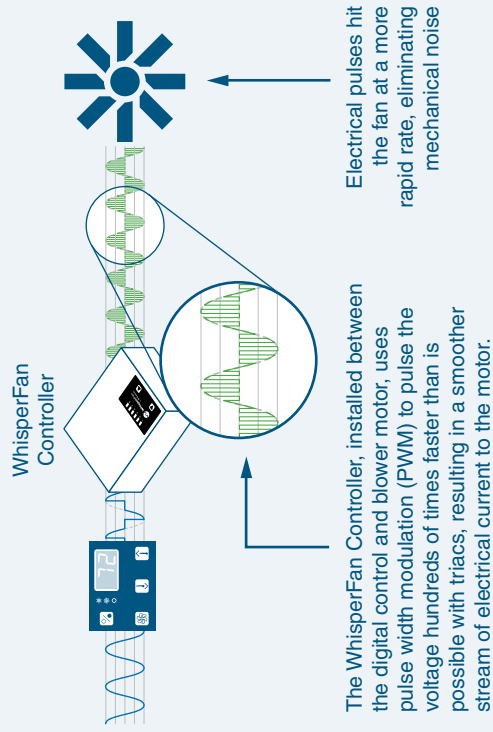 WhisperFan
Controller
72
The WhisperFan Controller, installed between
the digital control and blower motor, uses
pulse width modulation (PWM) to pulse the
voltage hundreds of times faster than is
possible with triacs, resulting in a smoother
stream of electrical current to the motor.
Electrical pulses hit
the fan at a more
rapid rate, eliminating
mechanical noise